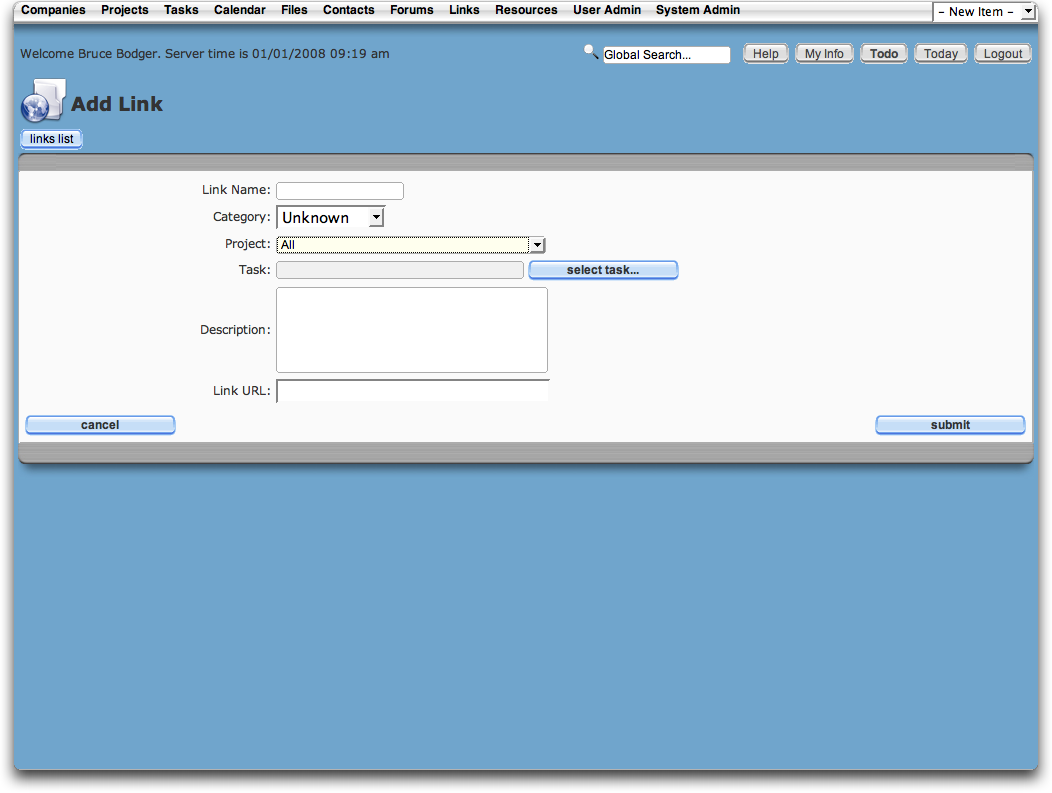 Companies Projects Tasks Calendar Files Contacts Forums Links Resources User Admin System Admin - New Item -
Welcome Bruce Bodger. Server time is 01/01/2008 09:19 am Global Search... Help My Info Todo Today Logout
Add Link
links list
Link Name:
Category: Unknown
Project: All
Task: select task...
Description:
Link URL:
cancel submit